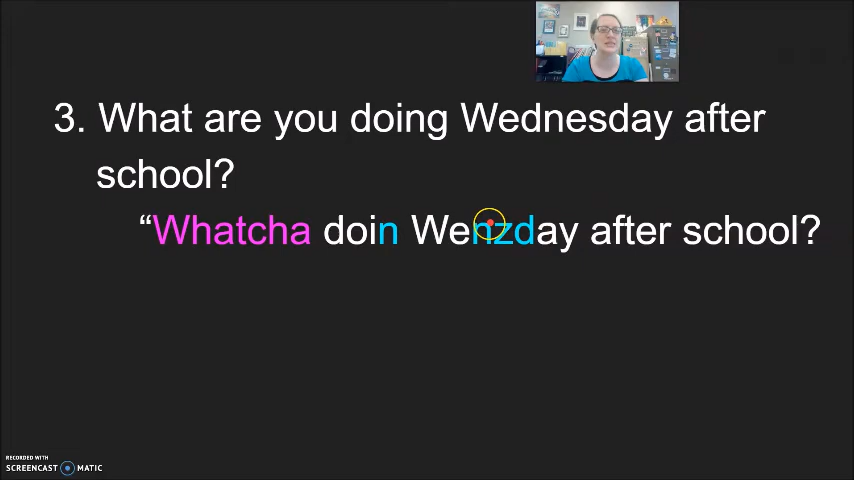 3. What are you doing Wednesday after
school?
“Whatcha doin Wenzday after school?
RECORDED WITH
SCREENCAST MATIC